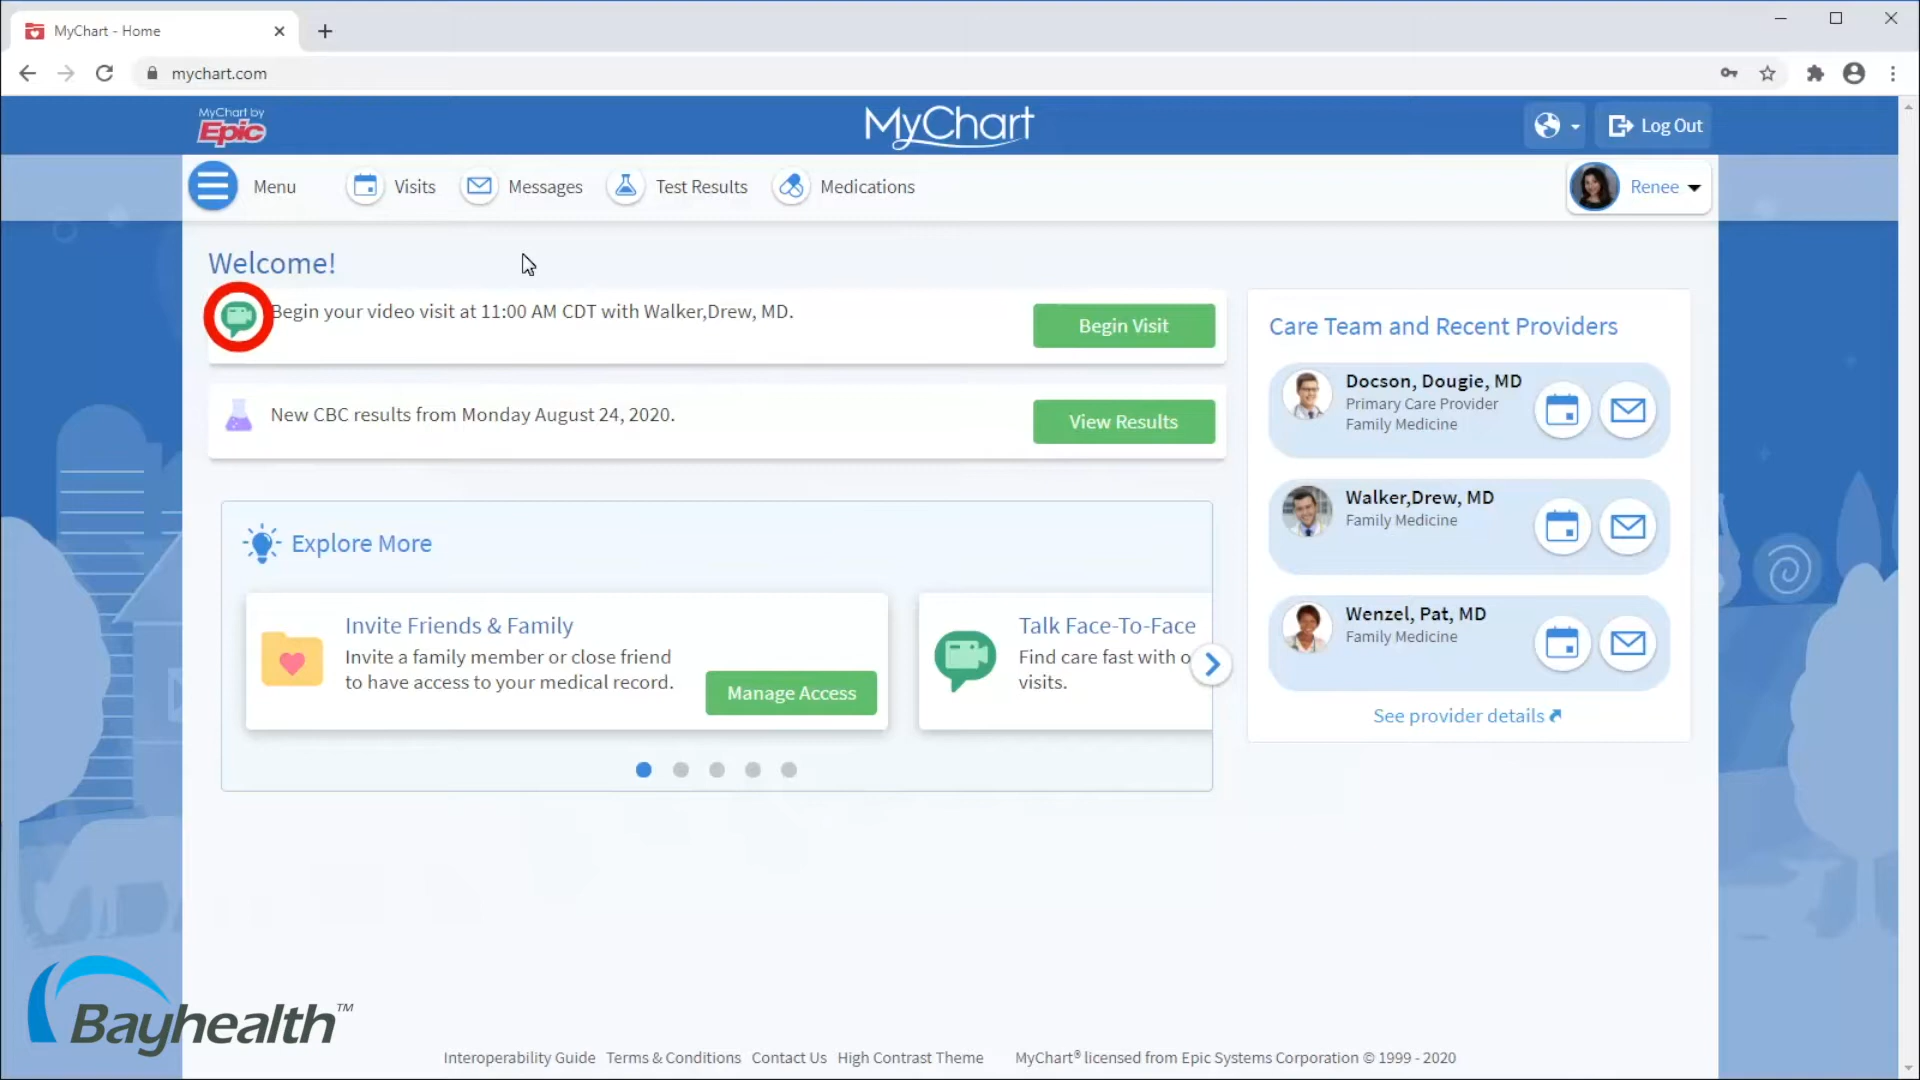 MyChart - Home
mychart.com
MyChart by
Epic
MyChart
Log Out
Menu
Visits
Messages
Test Results
Medications
Renee
Welcome!
Begin your video visit at 11:00 AM CDT with Walker,Drew, MD.
Begin Visit
New CBC results from Monday August 24, 2020.
View Results
Explore More
Invite Friends & Family
Invite a family member or close friend
to have access to your medical record.
Manage Access
Talk Face-To-Face
Find care fast with o
visits.
Care Team and Recent Providers
Docson, Dougie, MD
Primary Care Provider
Family Medicine
Walker,Drew, MD
Family Medicine
Wenzel, Pat, MD
Family Medicine
See provider details
Bayhealth™
Interoperability Guide Terms & Conditions Contact Us High Contrast Theme MyChart® licensed from Epic Systems Corporation © 1999 - 2020